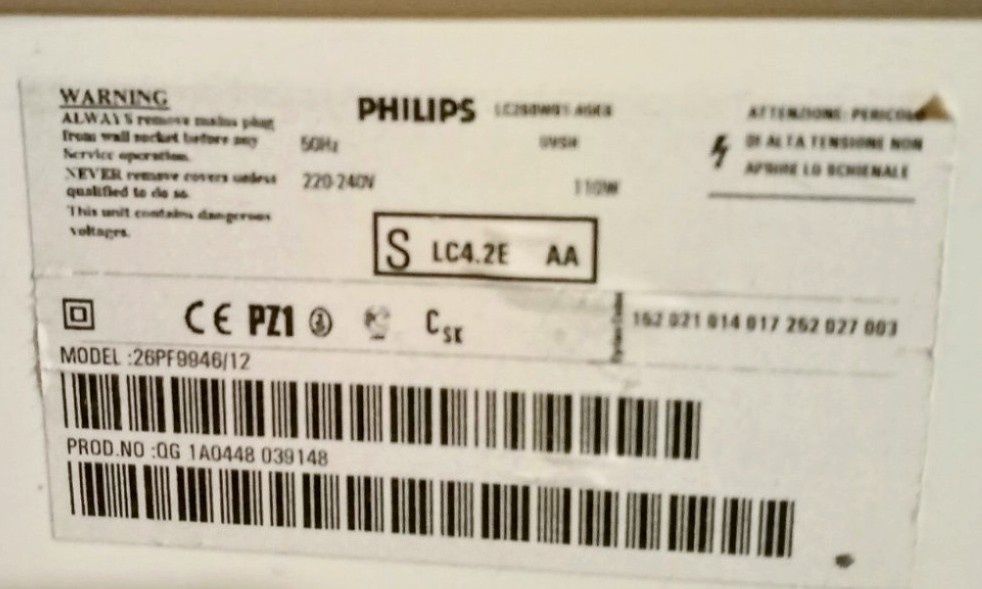 WARNING
ALWAYS remove mains plug
from wall socket before any
Service operation.
NEVER remove covers unless
qualified to do so.
This unit contains dangerous
voltages.
PHILIPS
50Hz
220-240V
110W
S LC4.2E AA
ATTENZIONE: PERICOLO
DI ALTA TENSIONE NON
APRIRE LO SCHIENALE
CE PZ1 CSK
162 021 014 017 262 027 003
MODEL :26PF9946/12
PROD.NO :QG 1A0448 039148